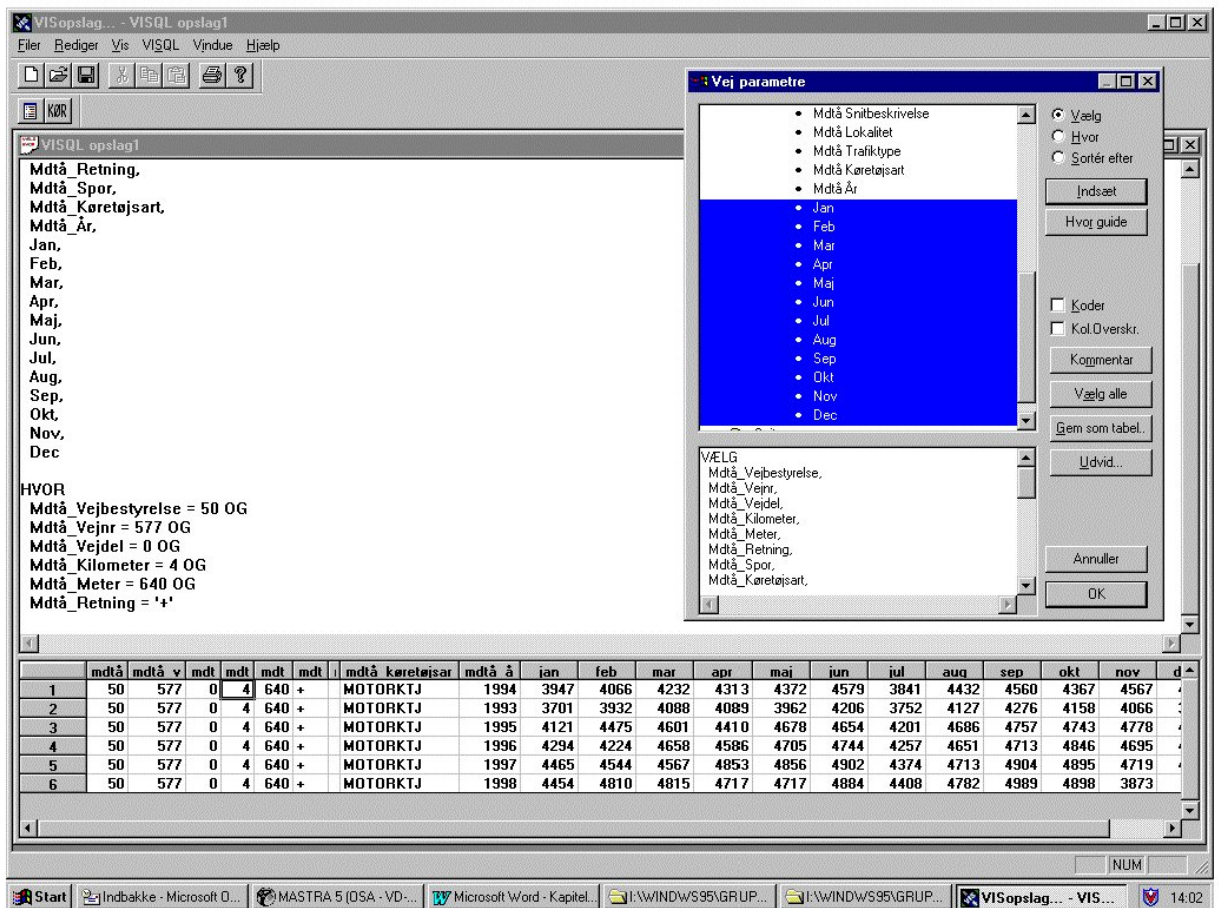 VISopslag... - VISQL opslag1
Filer Rediger Vis VISQL Vindue Hjælp
KØR
VISQL opslag1
Mdtå_Retning,
Mdtå_Spor,
Mdtå_Køretøjsart,
Mdtå_År,
Jan,
Feb,
Mar,
Apr,
Maj,
Jun,
Jul,
Aug,
Sep,
Okt,
Nov,
Dec
HVOR
Mdtå_Vejbestyrelse = 50 OG
Mdtå_Vejnr = 577 OG
Mdtå_Vejdel = 0 OG
Mdtå_Kilometer = 4 OG
Mdtå_Meter = 640 OG
Mdtå_Retning = '+'
Vej parametre
Mdtå Snitbeskrivelse
Mdtå Lokalitet
Mdtå Trafiktype
Mdtå Køretøjsart
Mdtå År
Jan
Feb
Mar
Apr
Maj
Jun
Jul
Aug
Sep
Okt
Nov
Dec
Vælg
Hvor
Sortér efter
Indsæt
Hvor guide
Koder
Kol.Overskr.
Kommentar
Vælg alle
Gem som tabel..
Udvid...
Annuller
OK
VÆLG
Mdtå_Vejbestyrelse,
Mdtå_Vejnr,
Mdtå_Vejdel,
Mdtå_Kilometer,
Mdtå_Meter,
Mdtå_Retning,
Mdtå_Spor,
Mdtå_Køretøjsart,
mdtå mdtå v mdt mdt mdt mdt mdtå køretøjsar mdtå å jan feb mar apr maj jun jul aug sep okt nov d
1 50 577 0 4 640 + MOTORKTJ 1994 3947 4066 4232 4313 4372 4579 3841 4432 4560 4367 4567
2 50 577 0 4 640 + MOTORKTJ 1993 3701 3932 4088 4089 3962 4206 3752 4127 4276 4158 4066
3 50 577 0 4 640 + MOTORKTJ 1995 4121 4475 4601 4410 4678 4654 4201 4686 4757 4743 4778
4 50 577 0 4 640 + MOTORKTJ 1996 4294 4224 4658 4586 4705 4744 4257 4651 4713 4846 4695
5 50 577 0 4 640 + MOTORKTJ 1997 4465 4544 4567 4853 4856 4902 4374 4713 4904 4895 4719
6 50 577 0 4 640 + MOTORKTJ 1998 4454 4810 4815 4717 4717 4884 4408 4782 4989 4898 3873
NUM
Start Indbakke - Microsoft O... MASTRA 5 (OSA - VD-... Microsoft Word - Kapitel... I:\WINDWS95\GRUP... I:\WINDWS95\GRUP... VISopslag... - VIS... 14:02